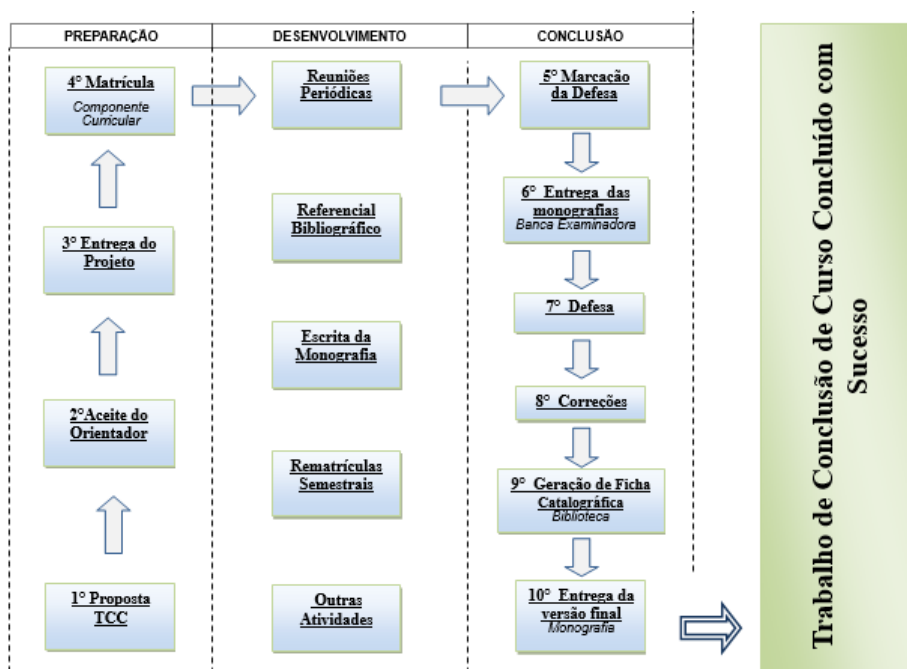 PREPARAÇÃO
DESENVOLVIMENTO
CONCLUSÃO
4° Matrícula
Componente
Curricular
3° Entrega do
Projeto
2°Aceite do
Orientador
1° Proposta
TCC
Reuniões
Periódicas
Referencial
Bibliográfico
Escrita da
Monografia
Rematrículas
Semestrais
Outras
Atividades
5° Marcação
da Defesa
6° Entrega das
monografias
Banca Examinadora
7° Defesa
8° Correções
9° Geração de Ficha
Catalográfica
Biblioteca
10° Entrega da
versão final
Monografia
Trabalho de Conclusão de Curso Concluído com
Sucesso